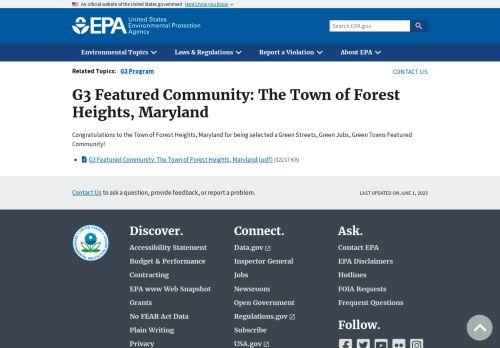 An official website of the United States government Here's how you know
EPA United States
Environmental Protection
Agency
Search EPA.gov
Environmental Topics Laws & Regulations Report a Violation About EPA
Related Topics: G3 Program CONTACT US
G3 Featured Community: The Town of Forest
Heights, Maryland
Congratulations to the Town of Forest Heights, Maryland for being selected a Green Streets, Green Jobs, Green Towns Featured
Community!
G3 Featured Community: The Town of Forest Heights, Maryland (pdf) (322.57 KB)
Contact Us to ask a question, provide feedback, or report a problem. LAST UPDATED ON JUNE 1, 2023
Discover. Connect. Ask.
Accessibility Statement Data.gov Contact EPA
Budget & Performance Inspector General EPA Disclaimers
Contracting Jobs Hotlines
EPA www Web Snapshot Newsroom FOIA Requests
Grants Open Government Frequent Questions
No FEAR Act Data Regulations.gov
Follow.
Plain Writing Subscribe
Privacy USA.gov